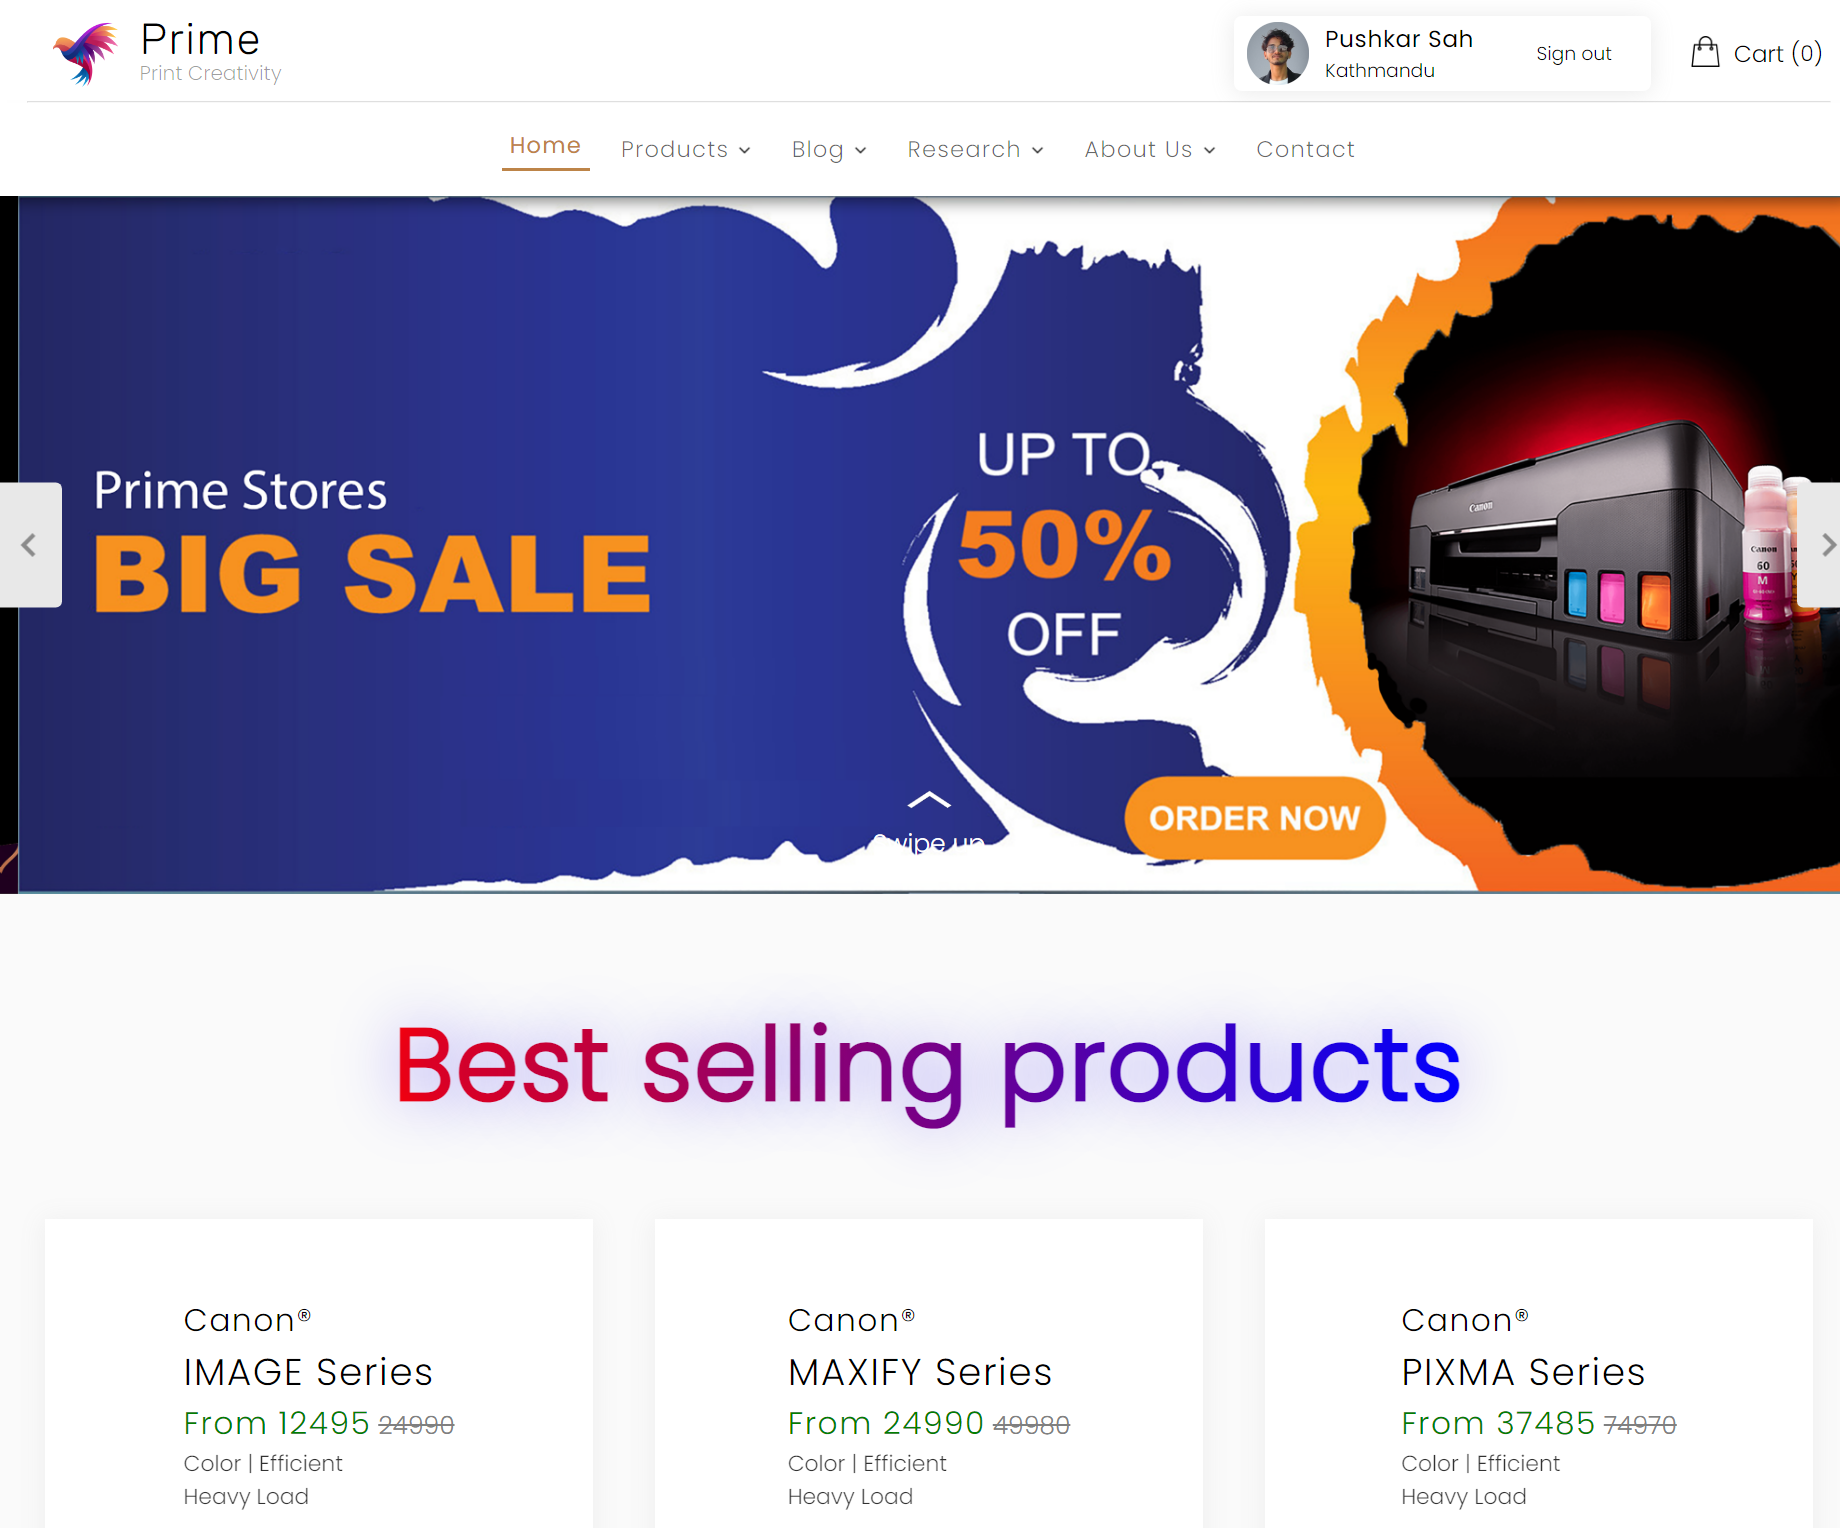 Prime
Print Creativity
Pushkar Sah
Kathmandu
Sign out
Cart (0)
Home
Products
Blog
Research
About Us
Contact
Prime Stores
BIG SALE
UP TO
50%
OFF
Canon
Canon
60
M
Swipe up
ORDER NOW
Best selling products
Canon®
IMAGE Series
From 12495 24990
Color | Efficient
Heavy Load
Canon®
MAXIFY Series
From 24990 49980
Color | Efficient
Heavy Load
Canon®
PIXMA Series
From 37485 74970
Color | Efficient
Heavy Load